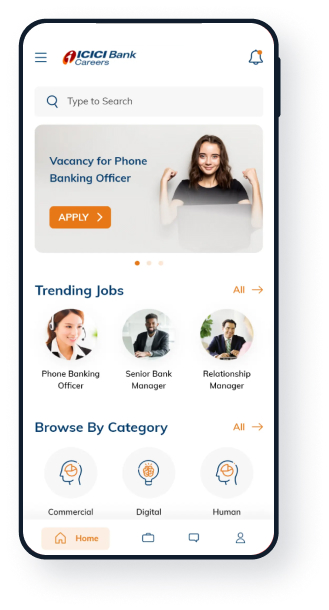 ICICI Bank
Careers
Type to Search
Vacancy for Phone
Banking Officer
APPLY
Trending Jobs
All
Phone Banking
Officer
Senior Bank
Manager
Relationship
Manager
Browse By Category
All
Commercial
Digital
Human
Home